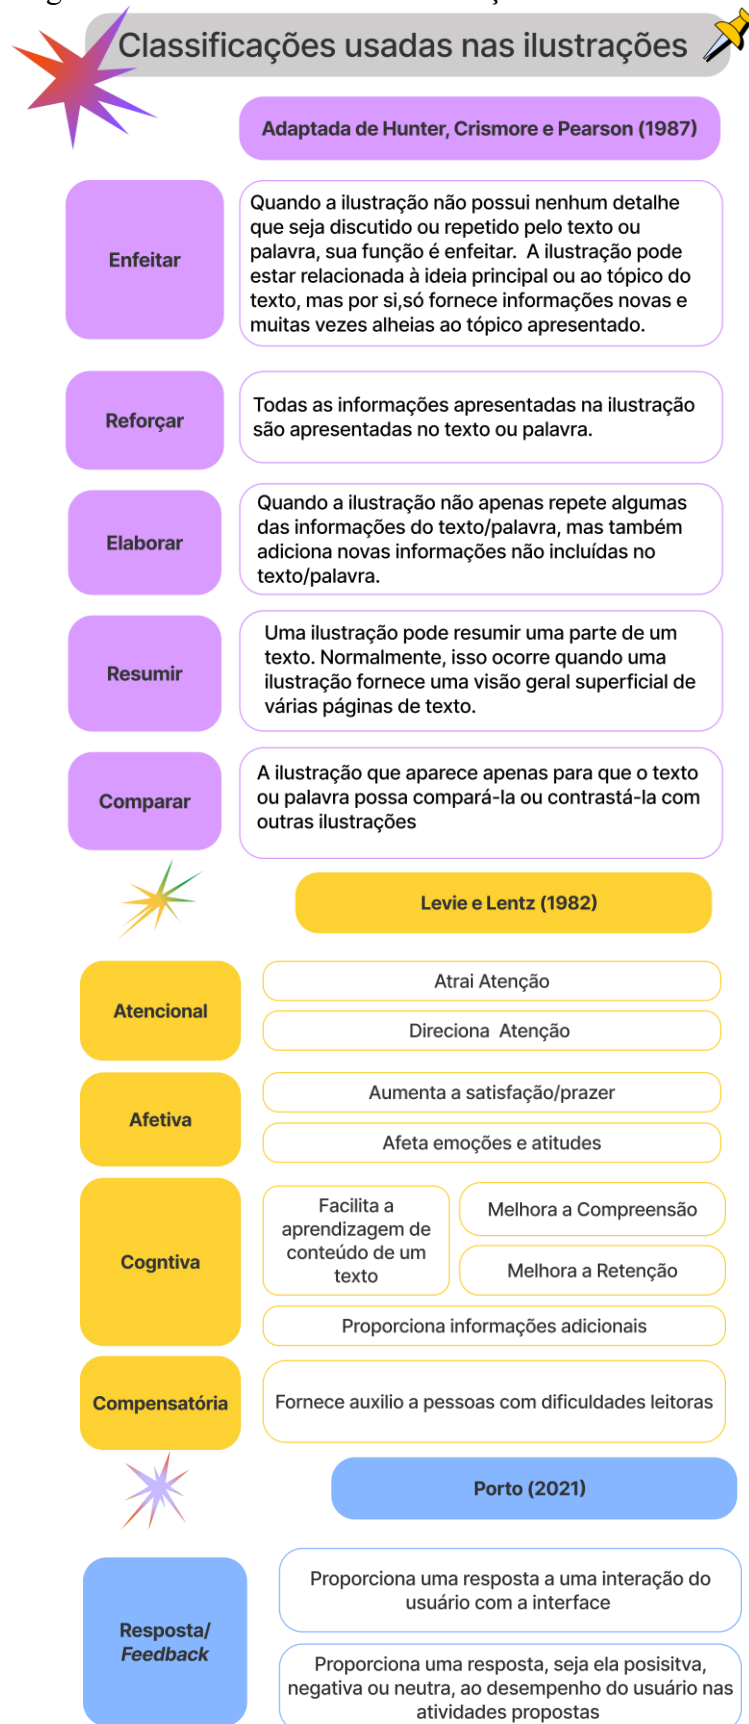 Classificações usadas nas ilustrações
Adaptada de Hunter, Crismore e Pearson (1987)
Enfeitar
Quando a ilustração não possui nenhum detalhe
que seja discutido ou repetido pelo texto ou
palavra, sua função é enfeitar.  A ilustração pode
estar relacionada à ideia principal ou ao tópico do
texto, mas por si,só fornece informações novas e
muitas vezes alheias ao tópico apresentado.
Reforçar
Todas as informações apresentadas na ilustração
são apresentadas no texto ou palavra.
Elaborar
Quando a ilustração não apenas repete algumas
das informações do texto/palavra, mas também
adiciona novas informações não incluídas no
texto/palavra.
Resumir
Uma ilustração pode resumir uma parte de um
texto. Normalmente, isso ocorre quando uma
ilustração fornece uma visão geral superficial de
várias páginas de texto.
Comparar
A ilustração que aparece apenas para que o texto
ou palavra possa compará-la ou contrastá-la com
outras ilustrações
Levie e Lentz (1982)
Atencional
Atrai Atenção
Direciona  Atenção
Afetiva
Aumenta a satisfação/prazer
Afeta emoções e atitudes
Cogntiva
Facilita a
aprendizagem de
conteúdo de um
texto
Melhora a Compreensão
Melhora a Retenção
Proporciona informações adicionais
Compensatória
Fornece auxilio a pessoas com dificuldades leitoras
Porto (2021)
Resposta/
Feedback
Proporciona uma resposta a uma interação do
usuário com a interface
Proporciona uma resposta, seja ela posisitva,
negativa ou neutra, ao desempenho do usuário nas
atividades propostas